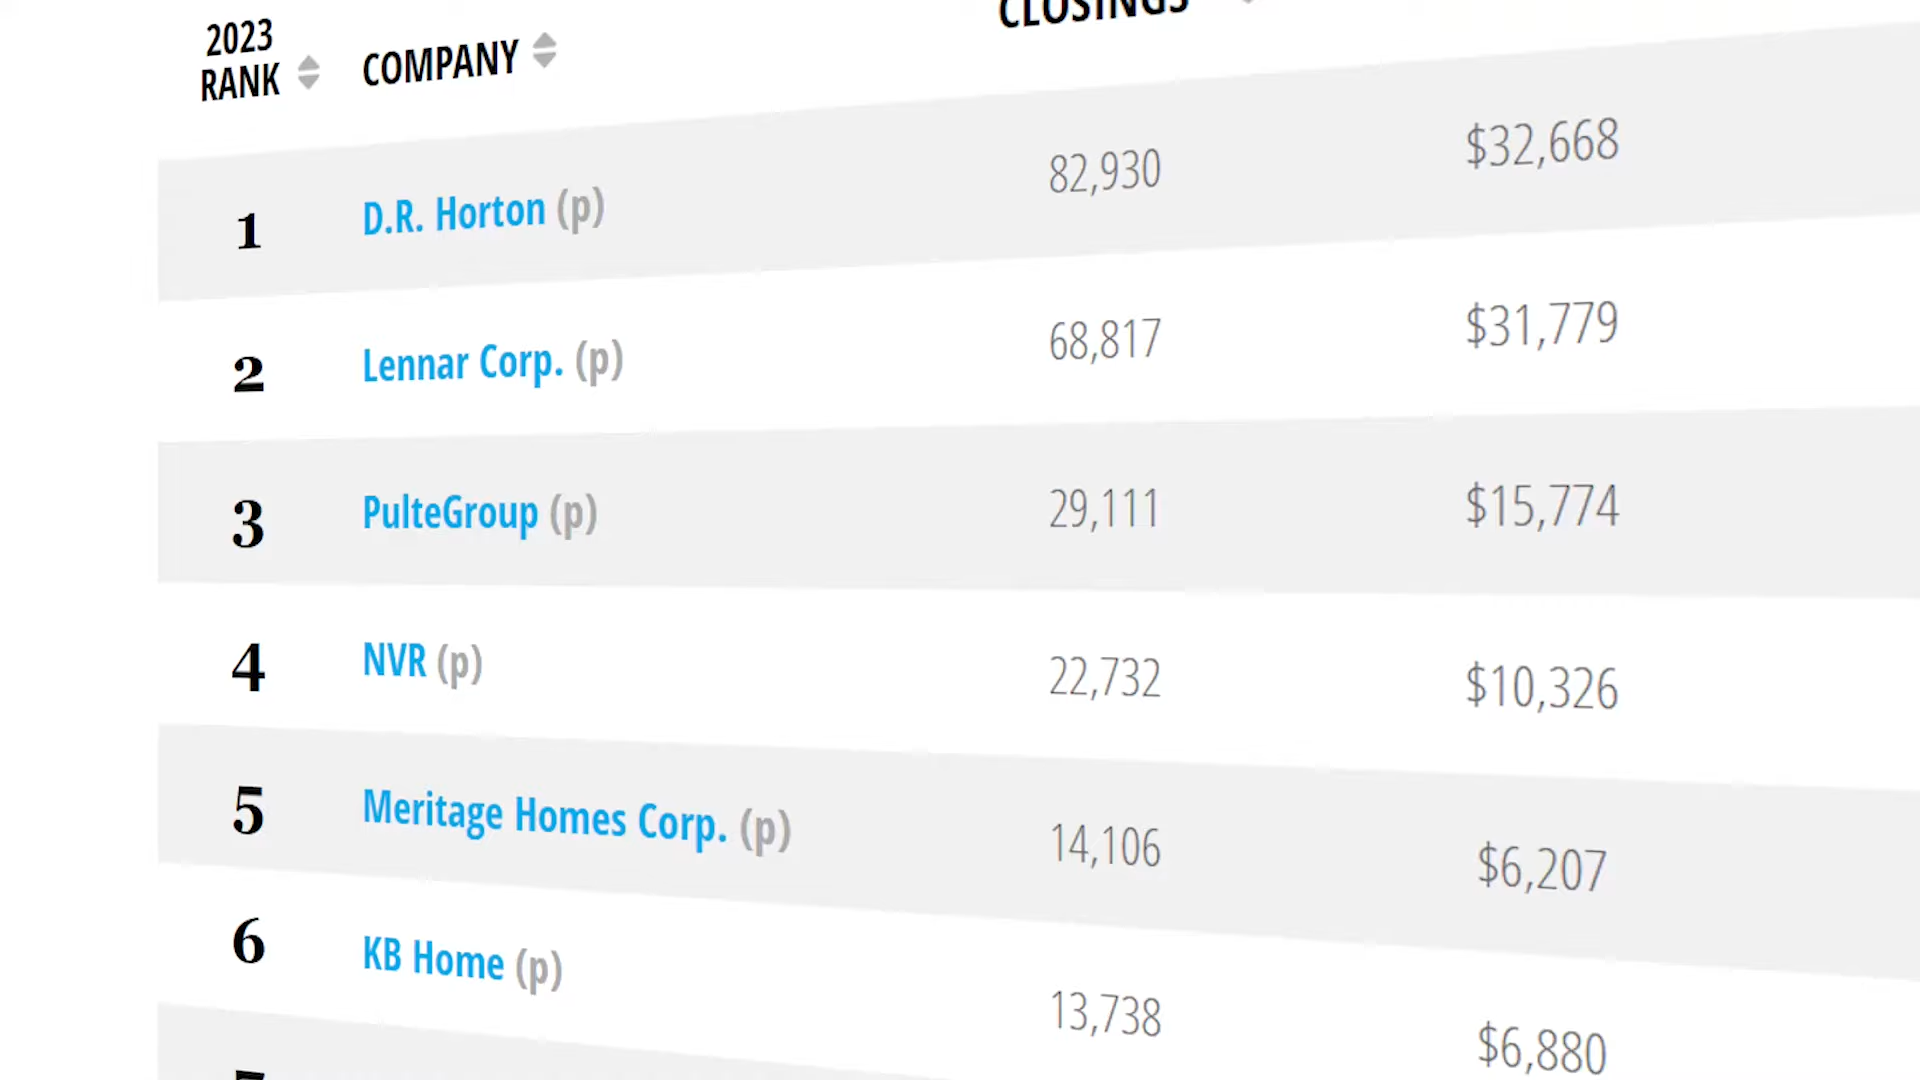 2023
RANK
COMPANY
CLOSINGS
1 D.R. Horton (p) 82,930 $32,668
2 Lennar Corp. (p) 68,817 $31,779
3 PulteGroup (p) 29,111 $15,774
4 NVR (p) 22,732 $10,326
5 Meritage Homes Corp. (p) 14,106 $6,207
6 KB Home (p) 13,738 $6,880